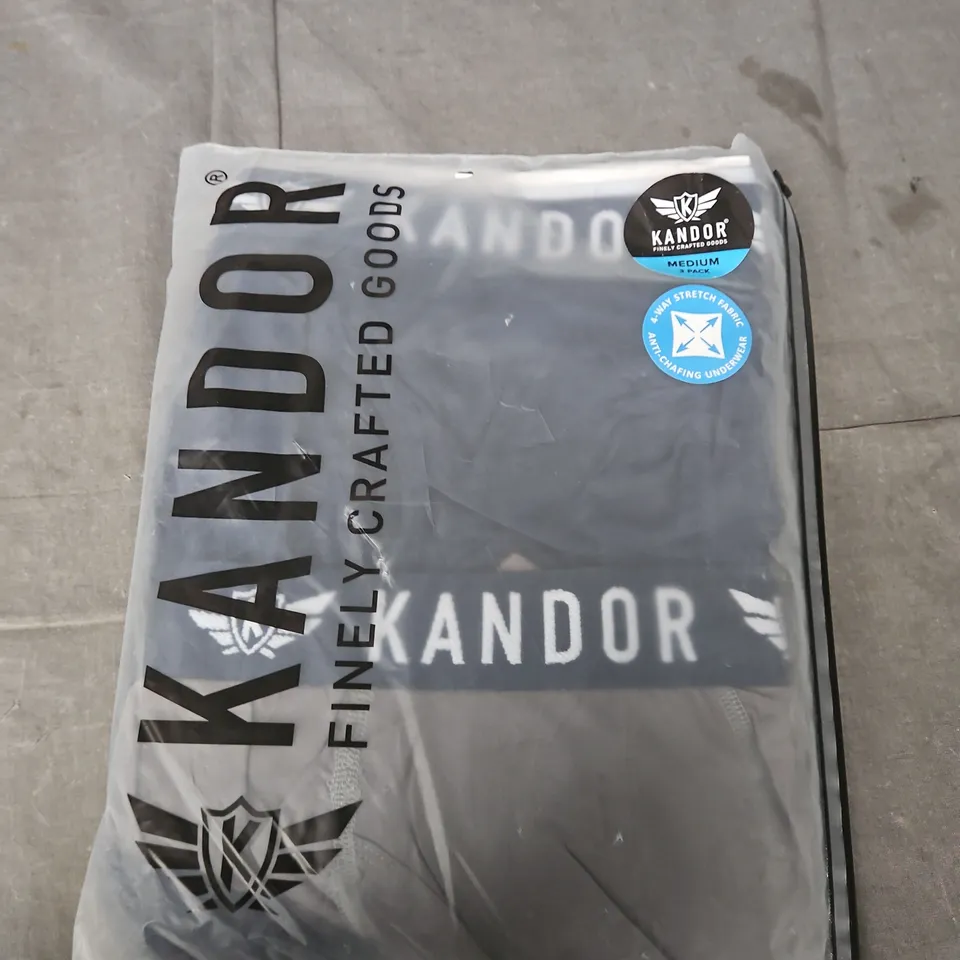 KANDOR®
FINELY CRAFTED GOODS
KANDO
KANDOR®
FINELY CRAFTED GOODS
MEDIUM
3 PACK
4-WAY STRETCH FABRIC
ANTI-CHAFING UNDERWEAR
KANDOR